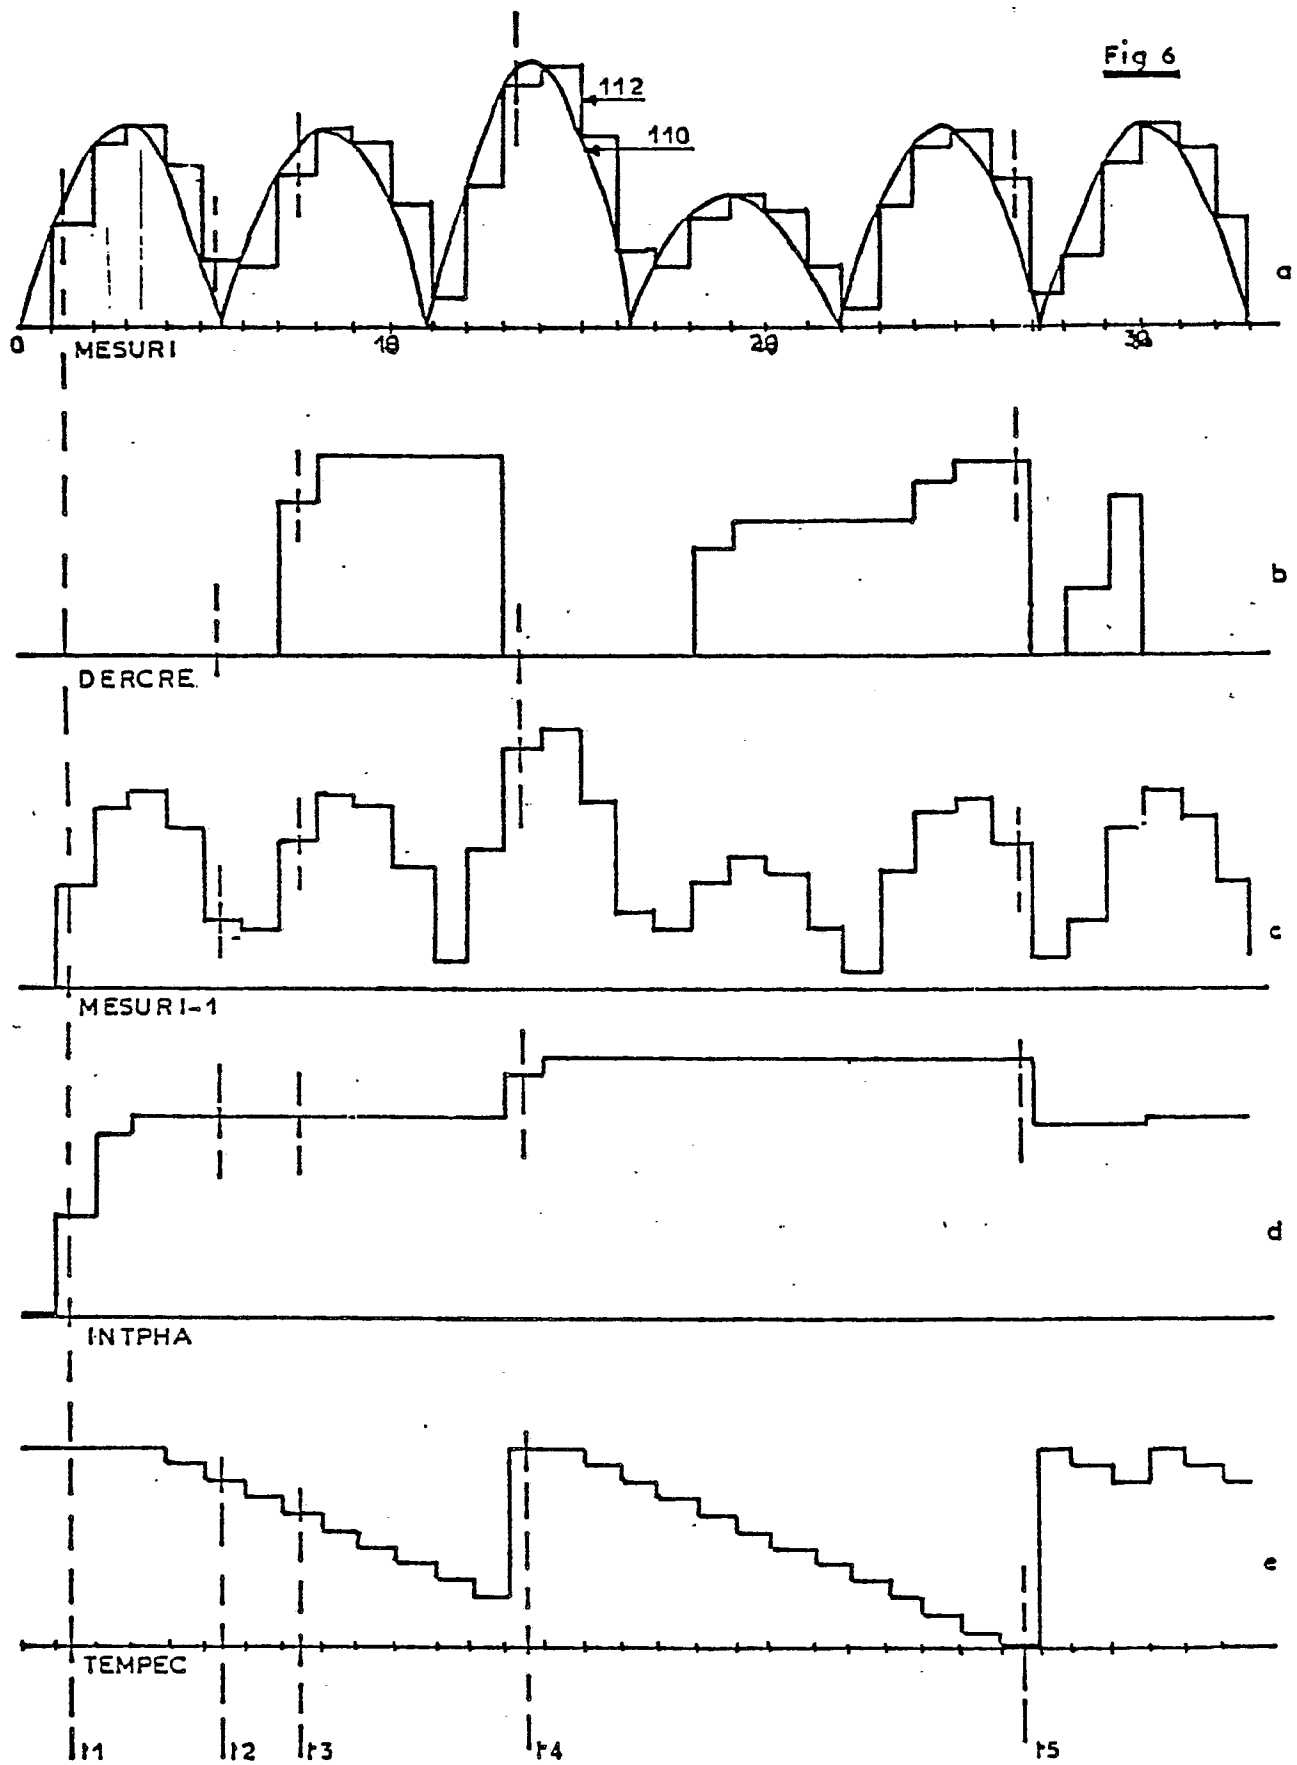 Fig 6
112
110
a
0 MESURI 10 20 30
b
DERCRE
c
MESURI-1
d
INTPHA
e
TEMPEC
t1 t2 t3 t4 t5